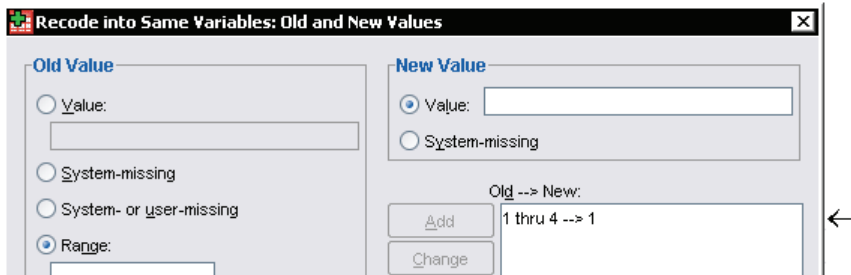 Recode into Same Variables: Old and New Values
Old Value
Value:
System-missing
System- or user-missing
Range:
New Value
Value:
System-missing
Old --> New:
Add
1 thru 4 --> 1
Change